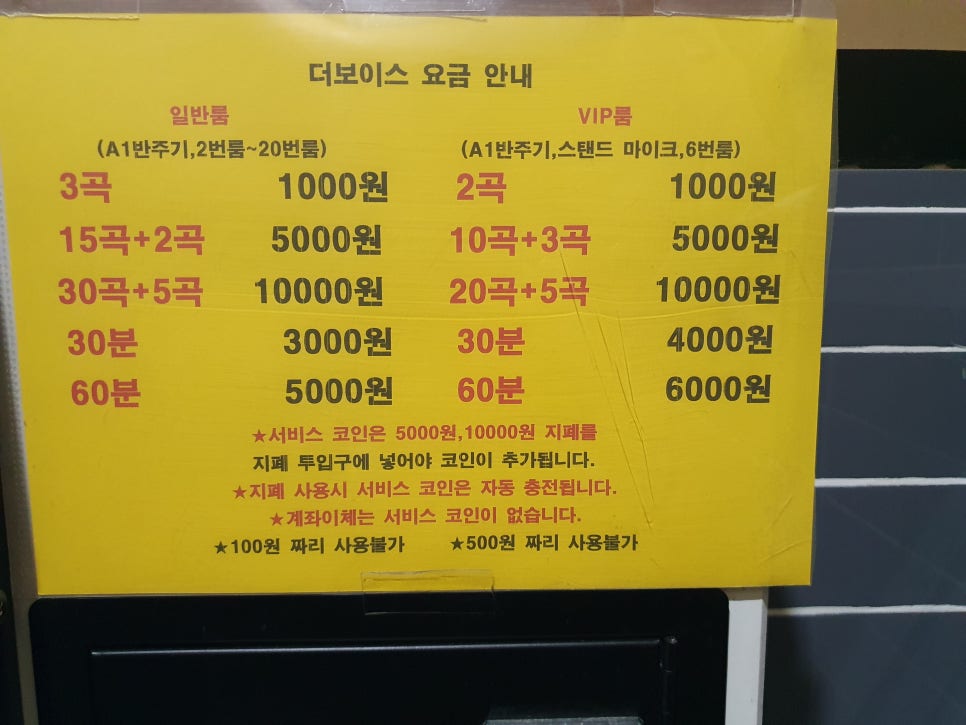 더보이스 요금 안내
일반룸 VIP룸
(A1반주기,2번룸~20번룸) (A1반주기,스탠드 마이크,6번룸)
3곡 1000원 2곡 1000원
15곡+2곡 5000원 10곡+3곡 5000원
30곡+5곡 10000원 20곡+5곡 10000원
30분 3000원 30분 4000원
60분 5000원 60분 6000원
★서비스 코인은 5000원,10000원 지폐를
지폐 투입구에 넣어야 코인이 추가됩니다.
★지폐 사용시 서비스 코인은 자동 충전됩니다.
★계좌이체는 서비스 코인이 없습니다.
★100원 짜리 사용불가 ★500원 짜리 사용불가